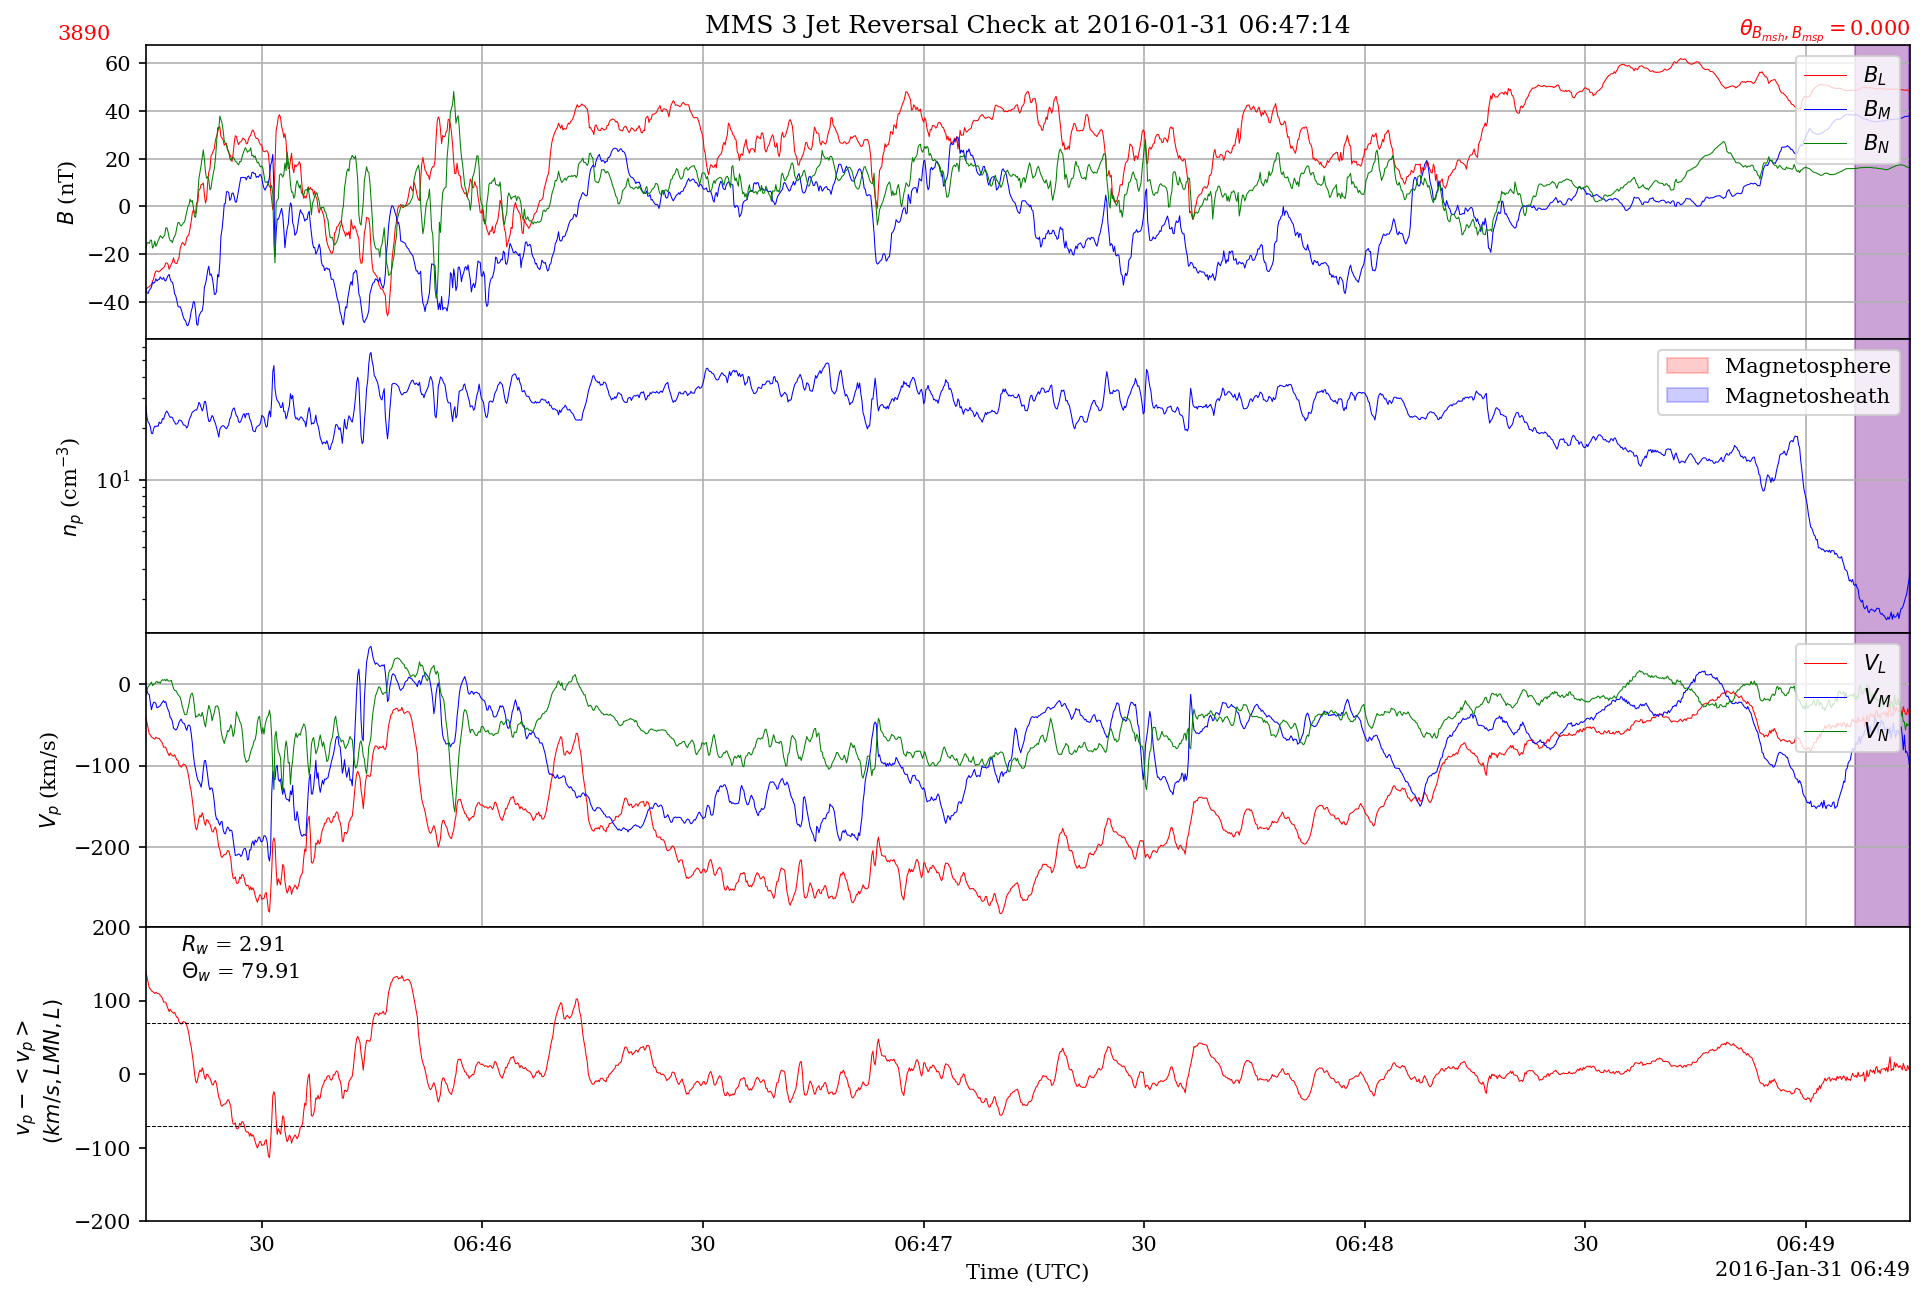 3890
MMS 3 Jet Reversal Check at 2016-01-31 06:47:14
θ_{B_{msh}, B_{msp}} = 0.000
60
40
20
0
−20
−40
B (nT)
B_L
B_M
B_N
10^1
n_p (cm^{−3})
Magnetosphere
Magnetosheath
0
−100
−200
V_p (km/s)
V_L
V_M
V_N
200
100
0
−100
−200
v_p − < v_p >
(km/s, LMN, L)
R_w = 2.91
Θ_w = 79.91
30 06:46 30 06:47 30 06:48 30 06:49
Time (UTC)
2016-Jan-31 06:49